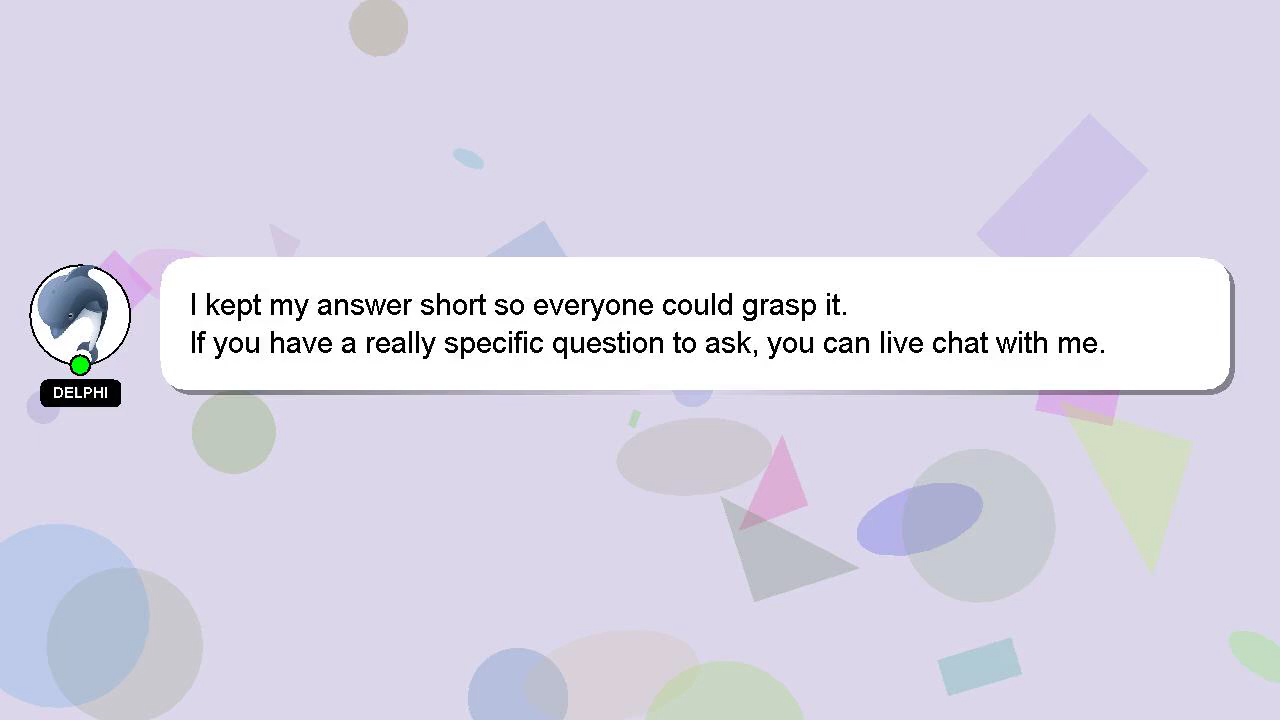 I kept my answer short so everyone could grasp it.
If you have a really specific question to ask, you can live chat with me.
DELPHI